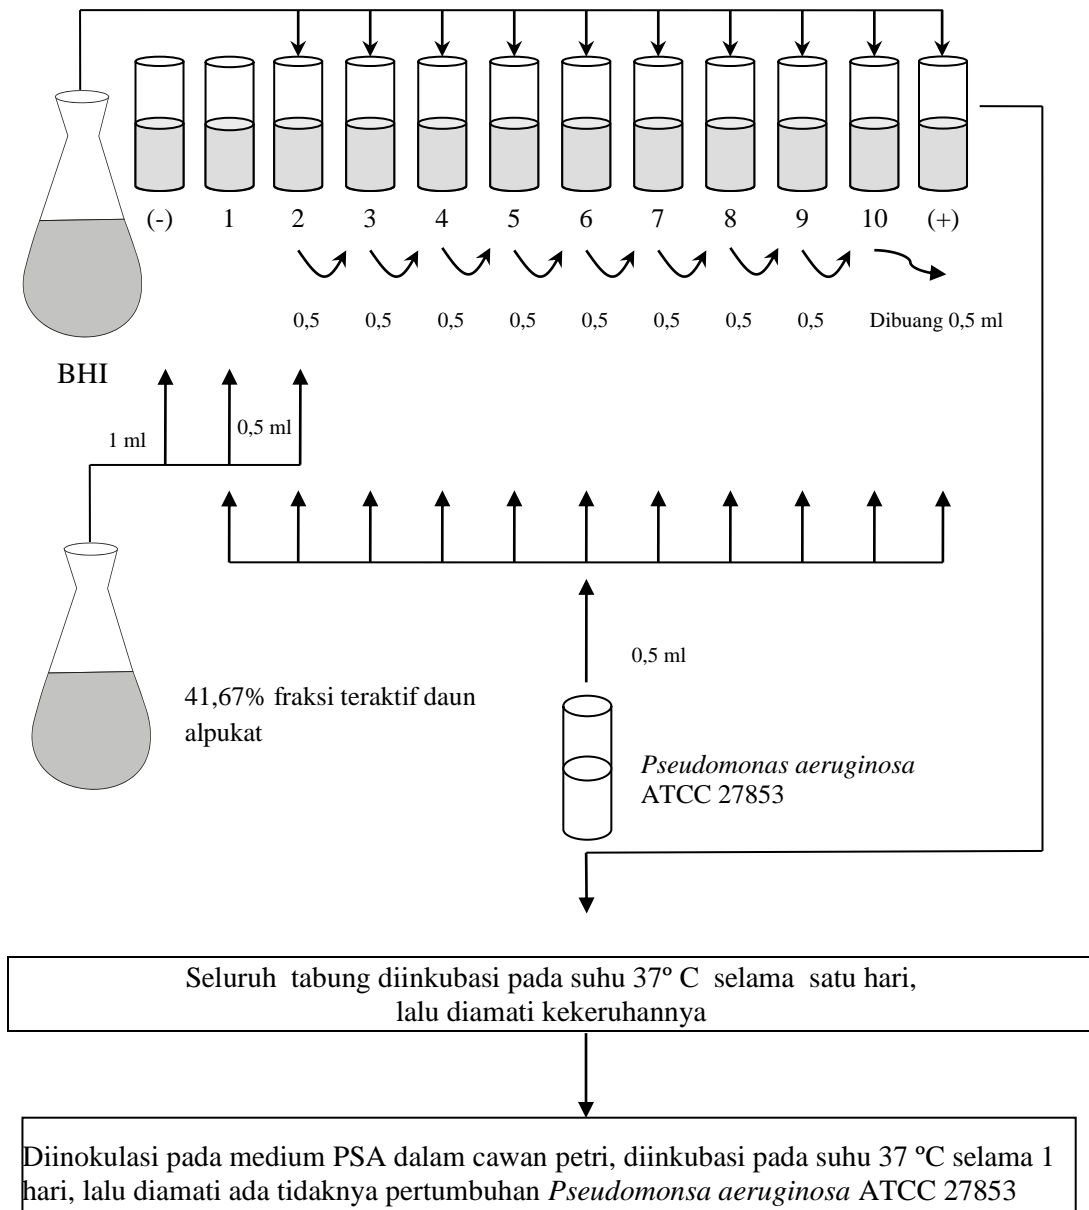 (-) 1 2 3 4 5 6 7 8 9 10 (+)
0,5 0,5 0,5 0,5 0,5 0,5 0,5 0,5 Dibuang 0,5 ml
BHI
1 ml
0,5 ml
0,5 ml
41,67% fraksi teraktif daun
alpukat
Pseudomonas aeruginosa
ATCC 27853
Seluruh tabung diinkubasi pada suhu 37º C selama satu hari,
lalu diamati kekeruhannya
Diinokulasi pada medium PSA dalam cawan petri, diinkubasi pada suhu 37 ºC selama 1
hari, lalu diamati ada tidaknya pertumbuhan Pseudomonsa aeruginosa ATCC 27853